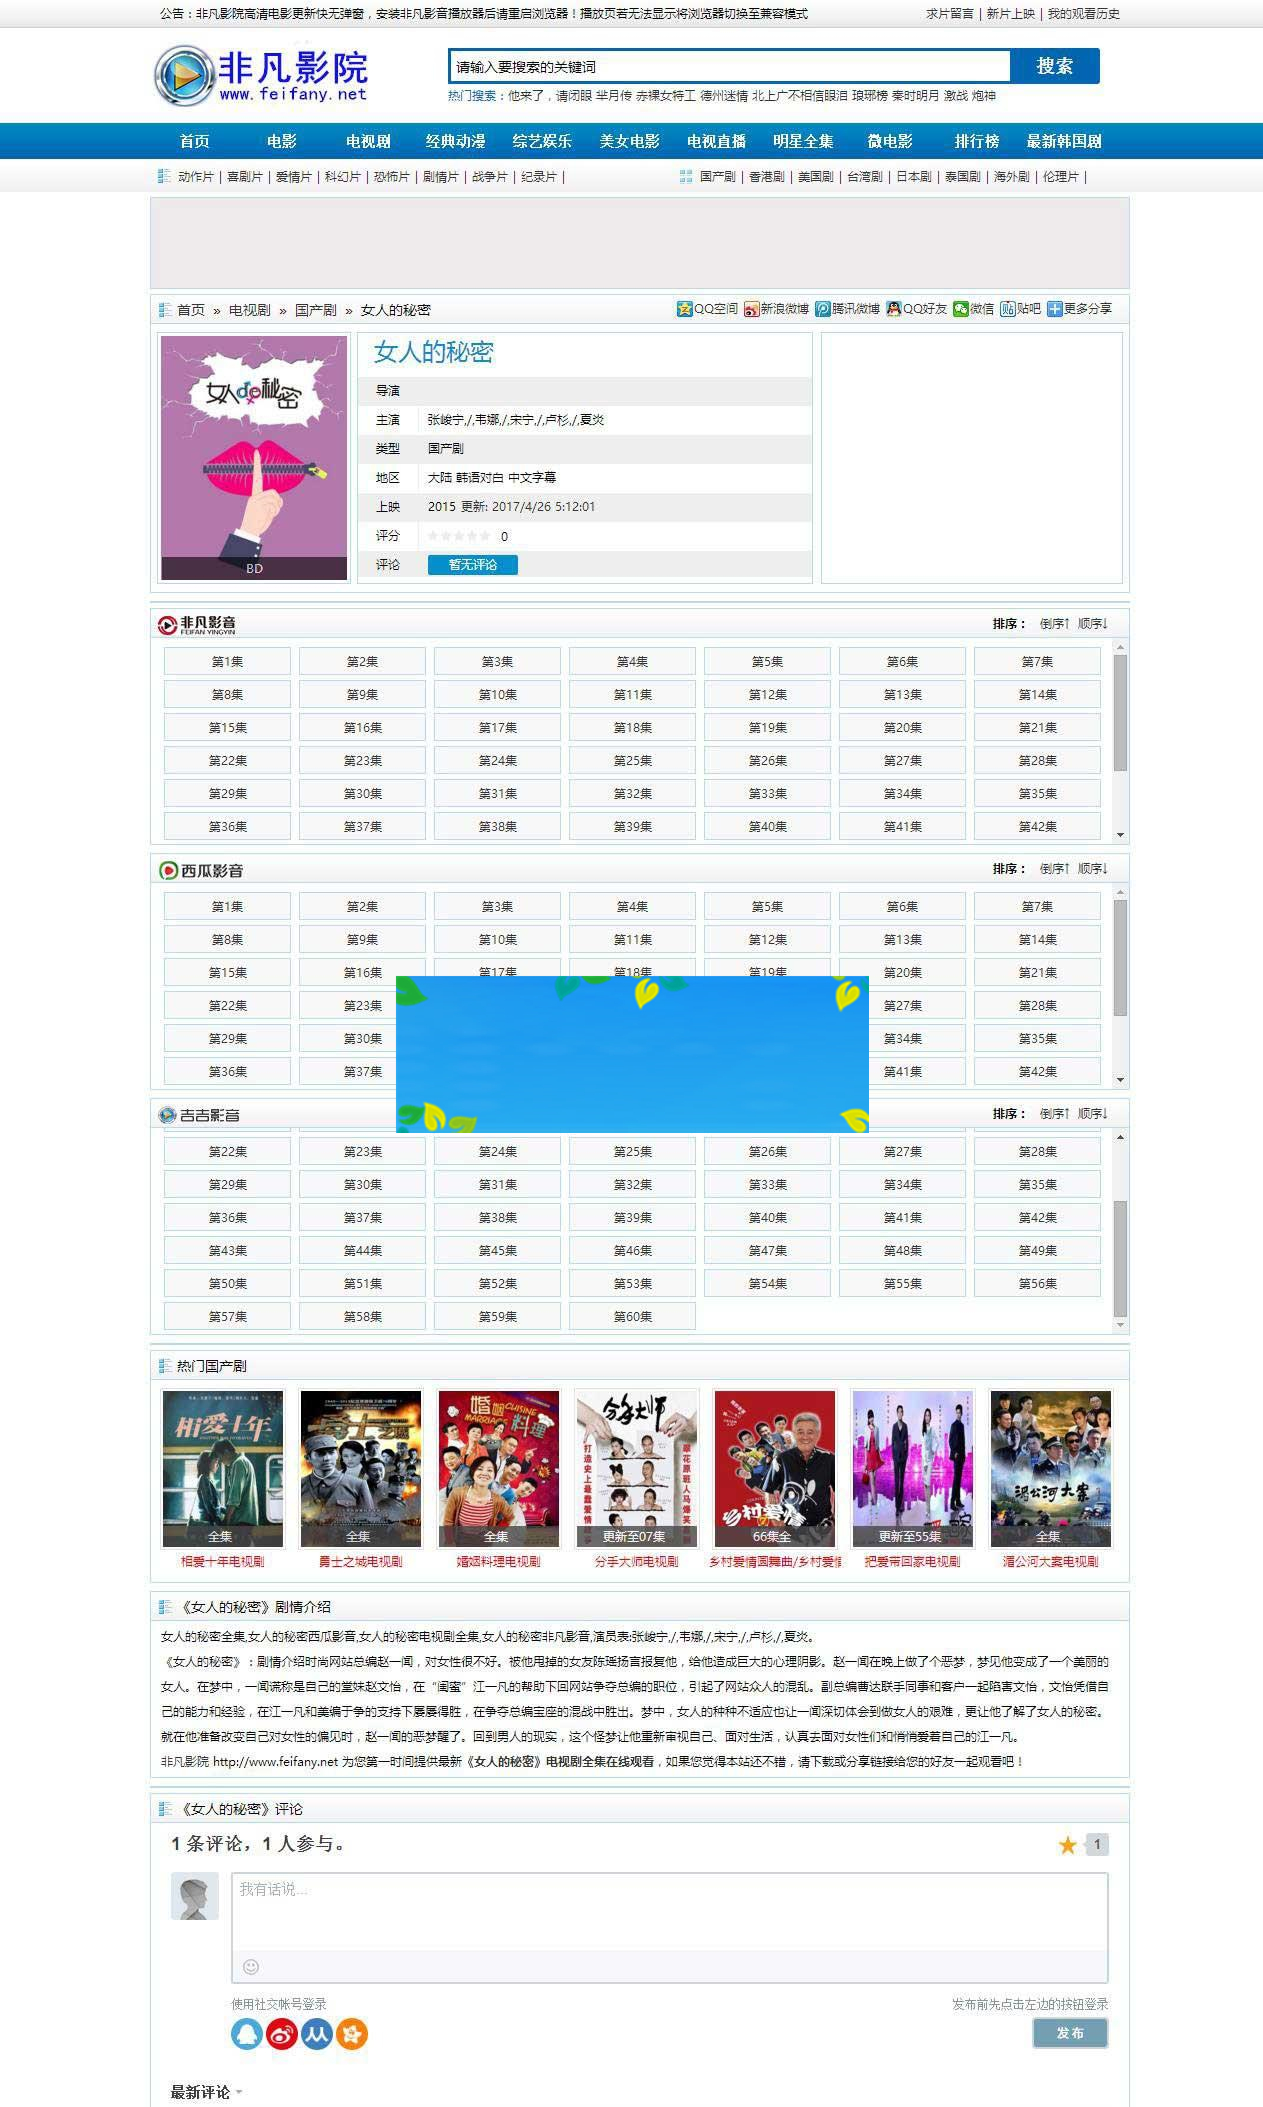 公告：非凡影院高清电影更新快无弹窗，安装非凡影音播放器后请重启浏览器！播放页若无法显示将浏览器切换至兼容模式 求片留言 | 新片上映 | 我的观看历史
非凡影院
www.feifany.net
请输入要搜索的关键词 搜索
热门搜索：他来了，请闭眼 芈月传 赤裸女特工 德州迷情 北上广不相信眼泪 琅琊榜 秦时明月 激战 炮神
首页 电影 电视剧 经典动漫 综艺娱乐 美女电影 电视直播 明星全集 微电影 排行榜 最新韩国剧
动作片 | 喜剧片 | 爱情片 | 科幻片 | 恐怖片 | 剧情片 | 战争片 | 纪录片 | 国产剧 | 香港剧 | 美国剧 | 台湾剧 | 日本剧 | 泰国剧 | 海外剧 | 伦理片 |
首页 » 电视剧 » 国产剧 » 女人的秘密 QQ空间 新浪微博 腾讯微博 QQ好友 微信 贴吧 更多分享
女人de秘密
BD
女人的秘密
导演
主演 张峻宁,/,韦娜,/,宋宁,/,卢杉,/,夏炎
类型 国产剧
地区 大陆 韩语对白 中文字幕
上映 2015 更新: 2017/4/26 5:12:01
评分 0
评论 暂无评论
非凡影音 FEIFAN YINGYIN 排序： 倒序↑ 顺序↓
第1集 第2集 第3集 第4集 第5集 第6集 第7集
第8集 第9集 第10集 第11集 第12集 第13集 第14集
第15集 第16集 第17集 第18集 第19集 第20集 第21集
第22集 第23集 第24集 第25集 第26集 第27集 第28集
第29集 第30集 第31集 第32集 第33集 第34集 第35集
第36集 第37集 第38集 第39集 第40集 第41集 第42集
西瓜影音 排序： 倒序↑ 顺序↓
第1集 第2集 第3集 第4集 第5集 第6集 第7集
第8集 第9集 第10集 第11集 第12集 第13集 第14集
第15集 第16集 第17集 第18集 第19集 第20集 第21集
第22集 第23集 第27集 第28集
第29集 第30集 第34集 第35集
第36集 第37集 第41集 第42集
吉吉影音 排序： 倒序↑ 顺序↓
第22集 第23集 第24集 第25集 第26集 第27集 第28集
第29集 第30集 第31集 第32集 第33集 第34集 第35集
第36集 第37集 第38集 第39集 第40集 第41集 第42集
第43集 第44集 第45集 第46集 第47集 第48集 第49集
第50集 第51集 第52集 第53集 第54集 第55集 第56集
第57集 第58集 第59集 第60集
热门国产剧
相爱十年 婚姻料理 分手大师 乡村爱情 湄公河大案
全集 全集 全集 更新至07集 66集全 更新至55集 全集
相爱十年电视剧 勇士之城电视剧 婚姻料理电视剧 分手大师电视剧 乡村爱情圆舞曲/乡村爱情 把爱带回家电视剧 湄公河大案电视剧
《女人的秘密》剧情介绍
女人的秘密全集,女人的秘密西瓜影音,女人的秘密电视剧全集,女人的秘密非凡影音,演员表:张峻宁,/,韦娜,/,宋宁,/,卢杉,/,夏炎。
《女人的秘密》：剧情介绍时尚网站总编赵一闻，对女性很不好。被他甩掉的女友陈瑶扬言报复他，给他造成巨大的心理阴影。赵一闻在晚上做了个恶梦，梦见他变成了一个美丽的
女人。在梦中，一闻谎称是自己的堂妹赵文怡，在“闺蜜”江一凡的帮助下回网站争夺总编的职位，引起了网站众人的混乱。副总编曹达联手同事和客户一起陷害文怡，文怡凭借自
己的能力和经验，在江一凡和美编于争的支持下屡屡得胜，在争夺总编宝座的混战中胜出。梦中，女人的种种不适应也让一闻深切体会到做女人的艰难，更让他了解了女人的秘密。
就在他准备改变自己对女性的偏见时，赵一闻的恶梦醒了。回到男人的现实，这个怪梦让他重新审视自己、面对生活，认真去面对女性们和悄悄爱着自己的江一凡。
非凡影院 http://www.feifany.net 为您第一时间提供最新《女人的秘密》电视剧全集在线观看，如果您觉得本站还不错，请下载或分享链接给您的好友一起观看吧！
《女人的秘密》评论
1 条评论，1 人参与。 1
我有话说...
使用社交帐号登录 发布前先点击左边的按钮登录
发布
最新评论